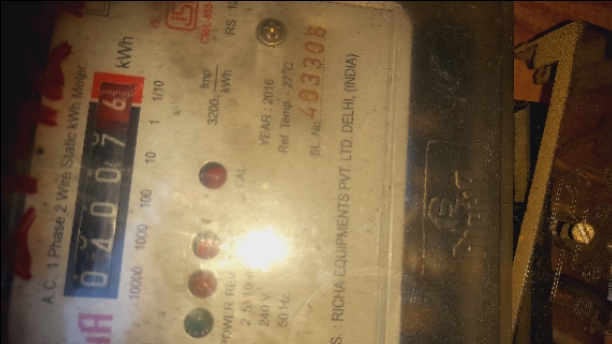 A.C. 1 Phase 2 Wire Static kWh Meter
0 4 0 0 7 6 kWh
10000 1000 100 10 1 1/10
3200 Imp/kWh
CAL
YEAR 2016
Ref. Temp.- 27°C
SL. No. 403308
240 V
50 Hz
S. : RICHA EQUIPMENTS PVT. LTD. DELHI, (INDIA)